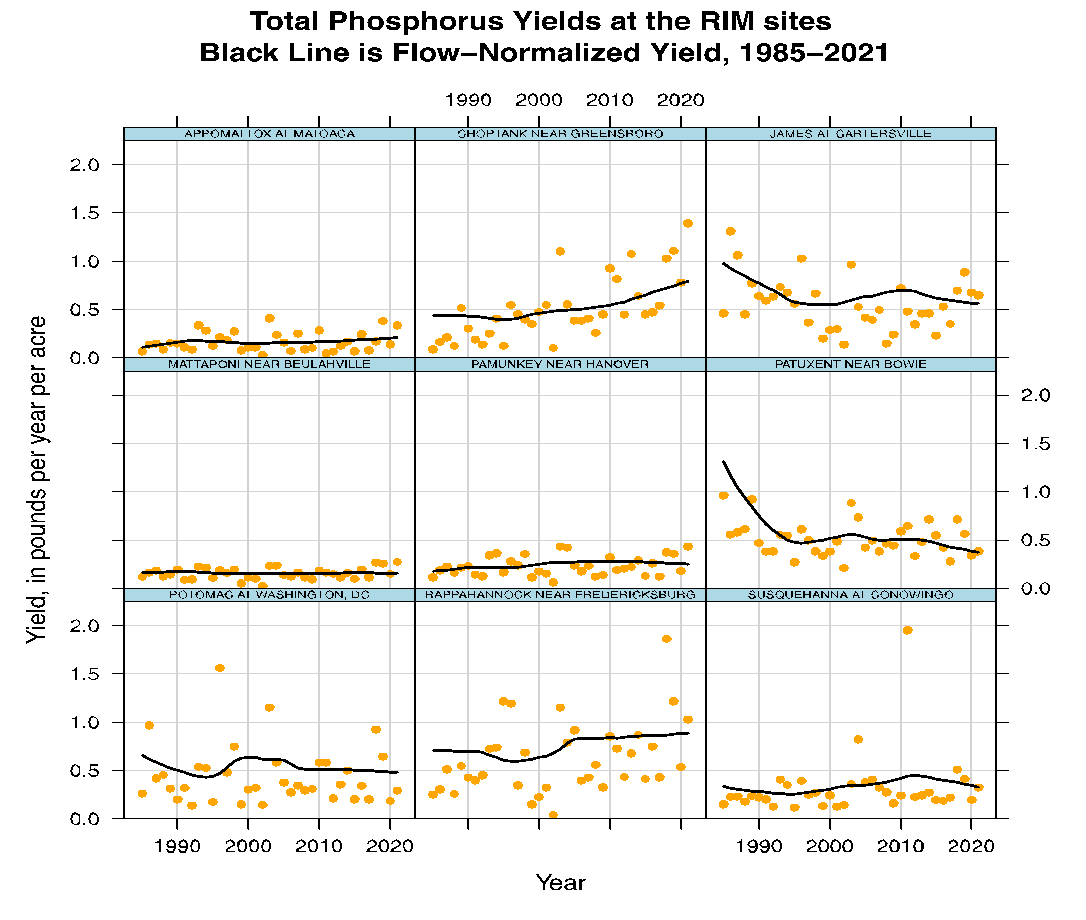 Total Phosphorus Yields at the RIM sites
Black Line is Flow−Normalized Yield, 1985−2021
1990 2000 2010 2020
APPOMATTOX AT MATOACA CHOPTANK NEAR GREENSBORO JAMES AT CARTERSVILLE
2.0
1.5
1.0
0.5
0.0
MATTAPONI NEAR BEULAHVILLE PAMUNKEY NEAR HANOVER PATUXENT NEAR BOWIE
2.0
1.5
1.0
0.5
0.0
POTOMAC AT WASHINGTON, DC RAPPAHANNOCK NEAR FREDERICKSBURG SUSQUEHANNA AT CONOWINGO
2.0
1.5
1.0
0.5
0.0
1990 2000 2010 2020 1990 2000 2010 2020
Year
Yield, in pounds per year per acre